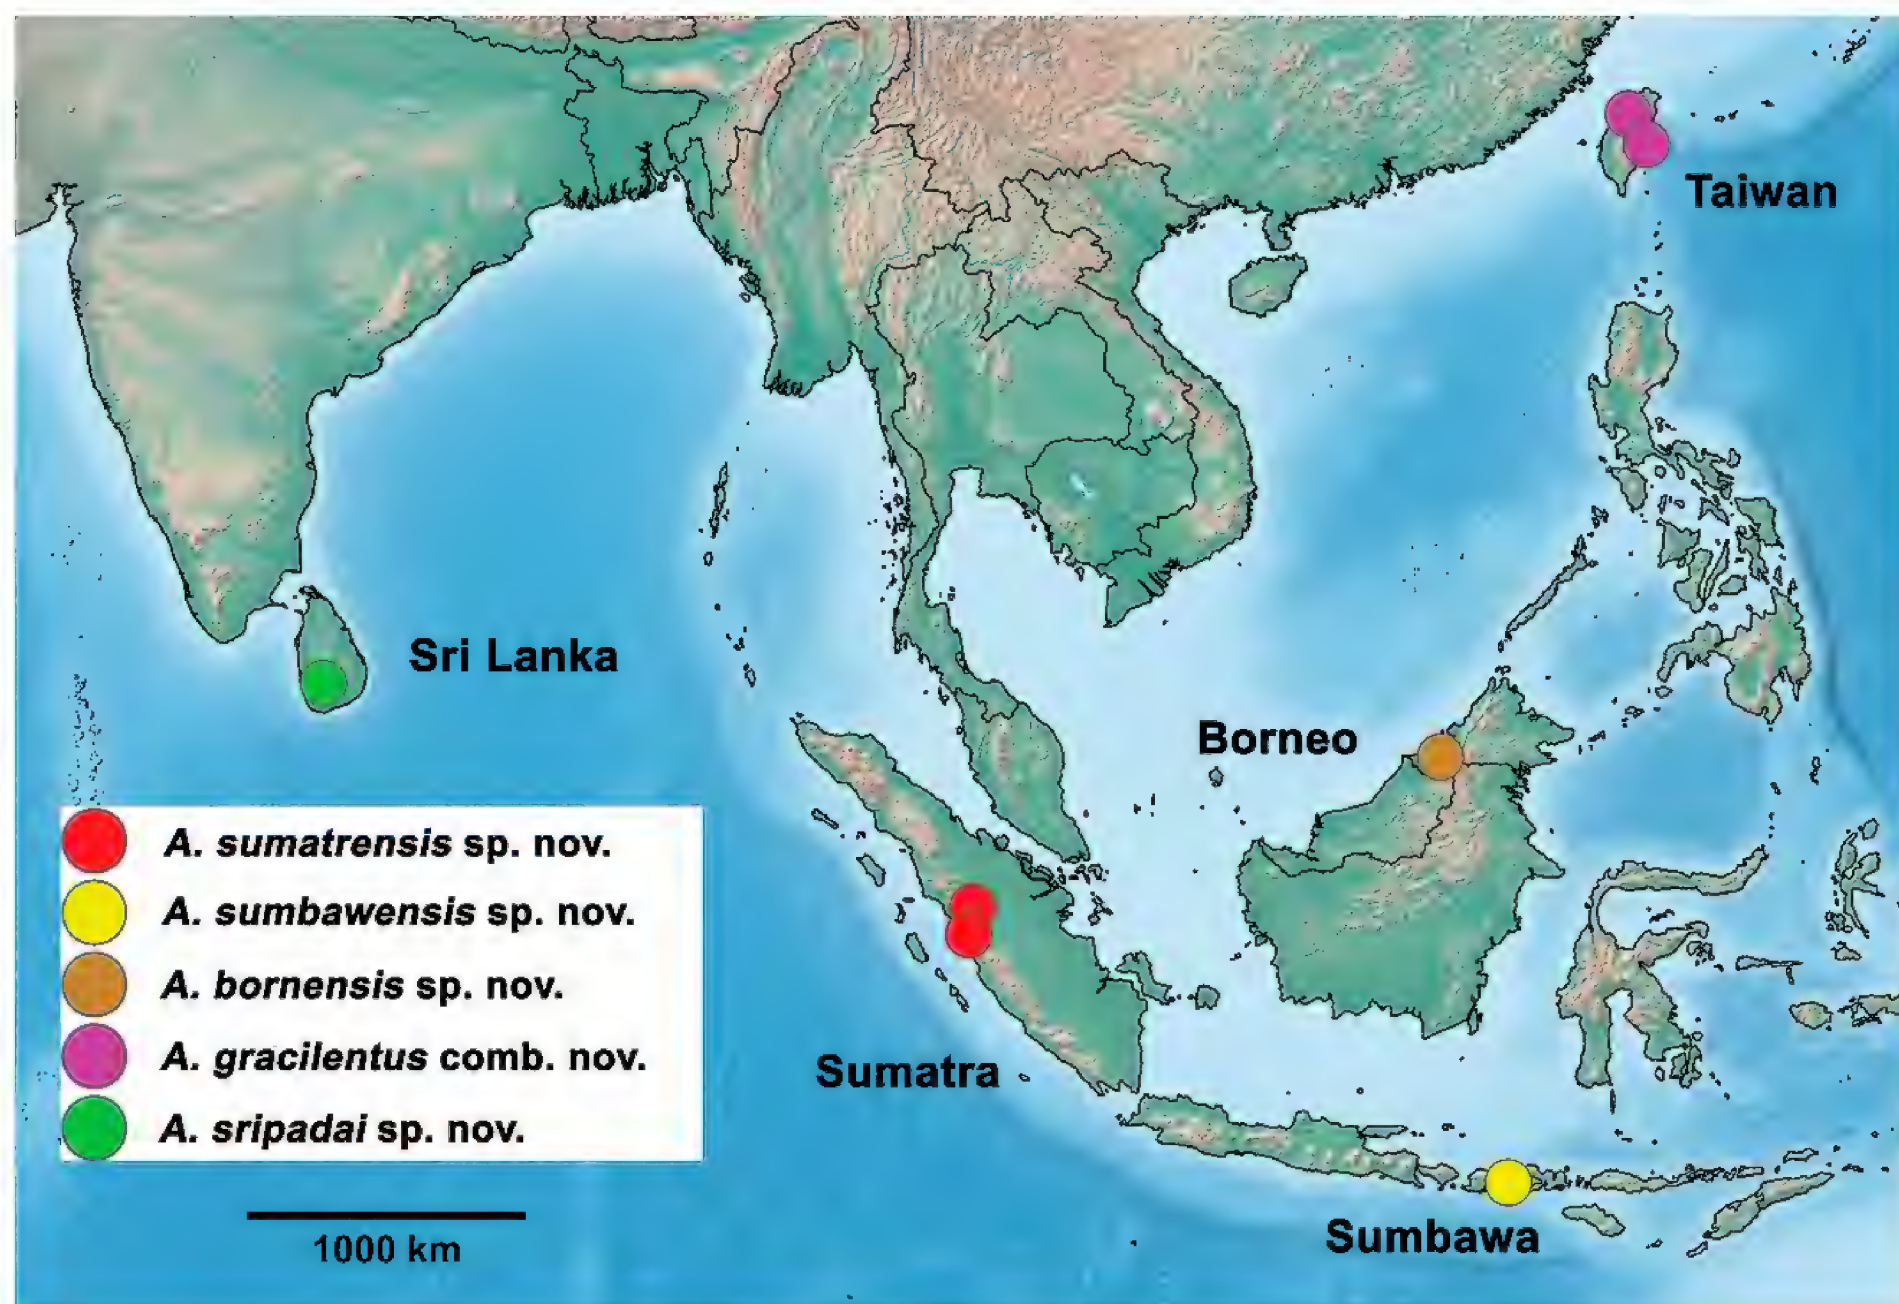 Taiwan
Sri Lanka
Borneo
A. sumatrensis sp. nov.
A. sumbawensis sp. nov.
A. bornensis sp. nov.
A. gracilentus comb. nov.
Sumatra
A. sripadai sp. nov.
1000 km
Sumbawa